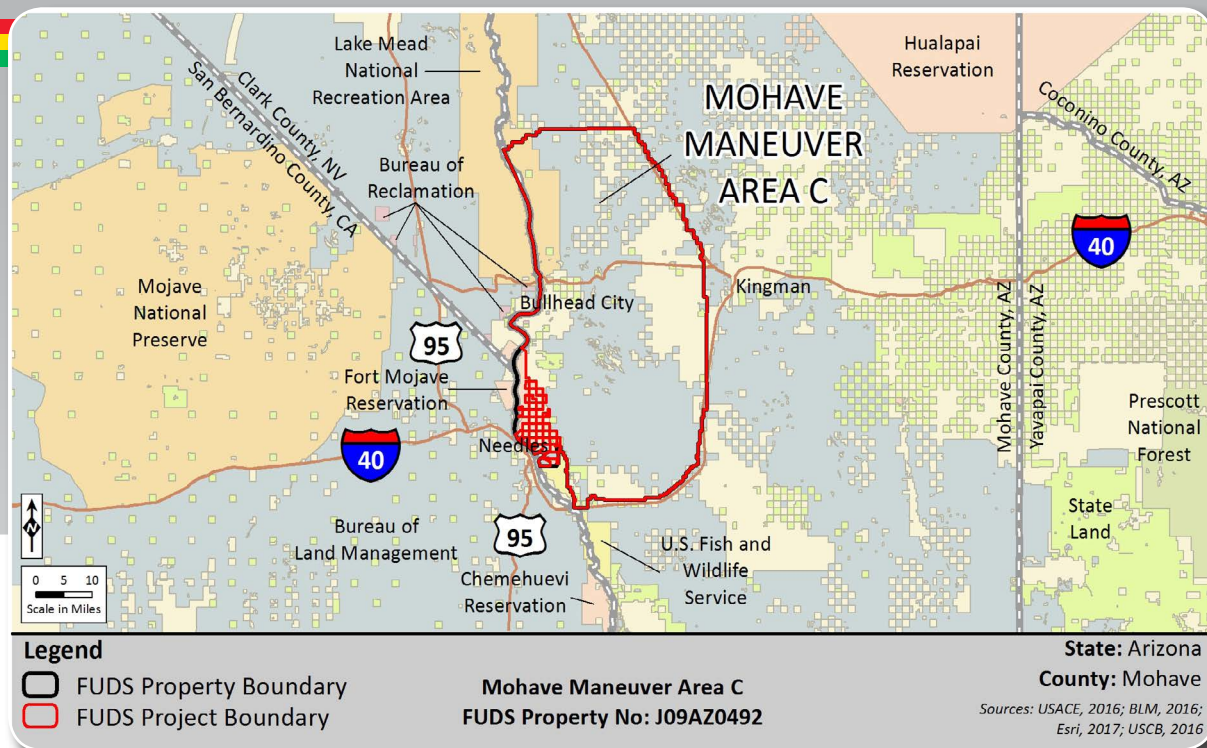 Lake Mead
National
Recreation Area
Hualapai
Reservation
MOHAVE
MANEUVER
AREA C
Coconino County, AZ
Clark County, NV
San Bernardino County, CA
Bureau of
Reclamation
40
Mojave
National
Preserve
Bullhead City
Kingman
Mohave County, AZ
Yavapai County, AZ
95
Fort Mojave
Reservation
Prescott
National
Forest
Needles
40
N
Bureau of
Land Management
95
State
Land
U.S. Fish and
Wildlife
Service
Chemehuevi
Reservation
0 5 10
Scale in Miles
Legend
FUDS Property Boundary
FUDS Project Boundary
Mohave Maneuver Area C
FUDS Property No: J09AZ0492
State: Arizona
County: Mohave
Sources: USACE, 2016; BLM, 2016;
Esri, 2017; USCB, 2016